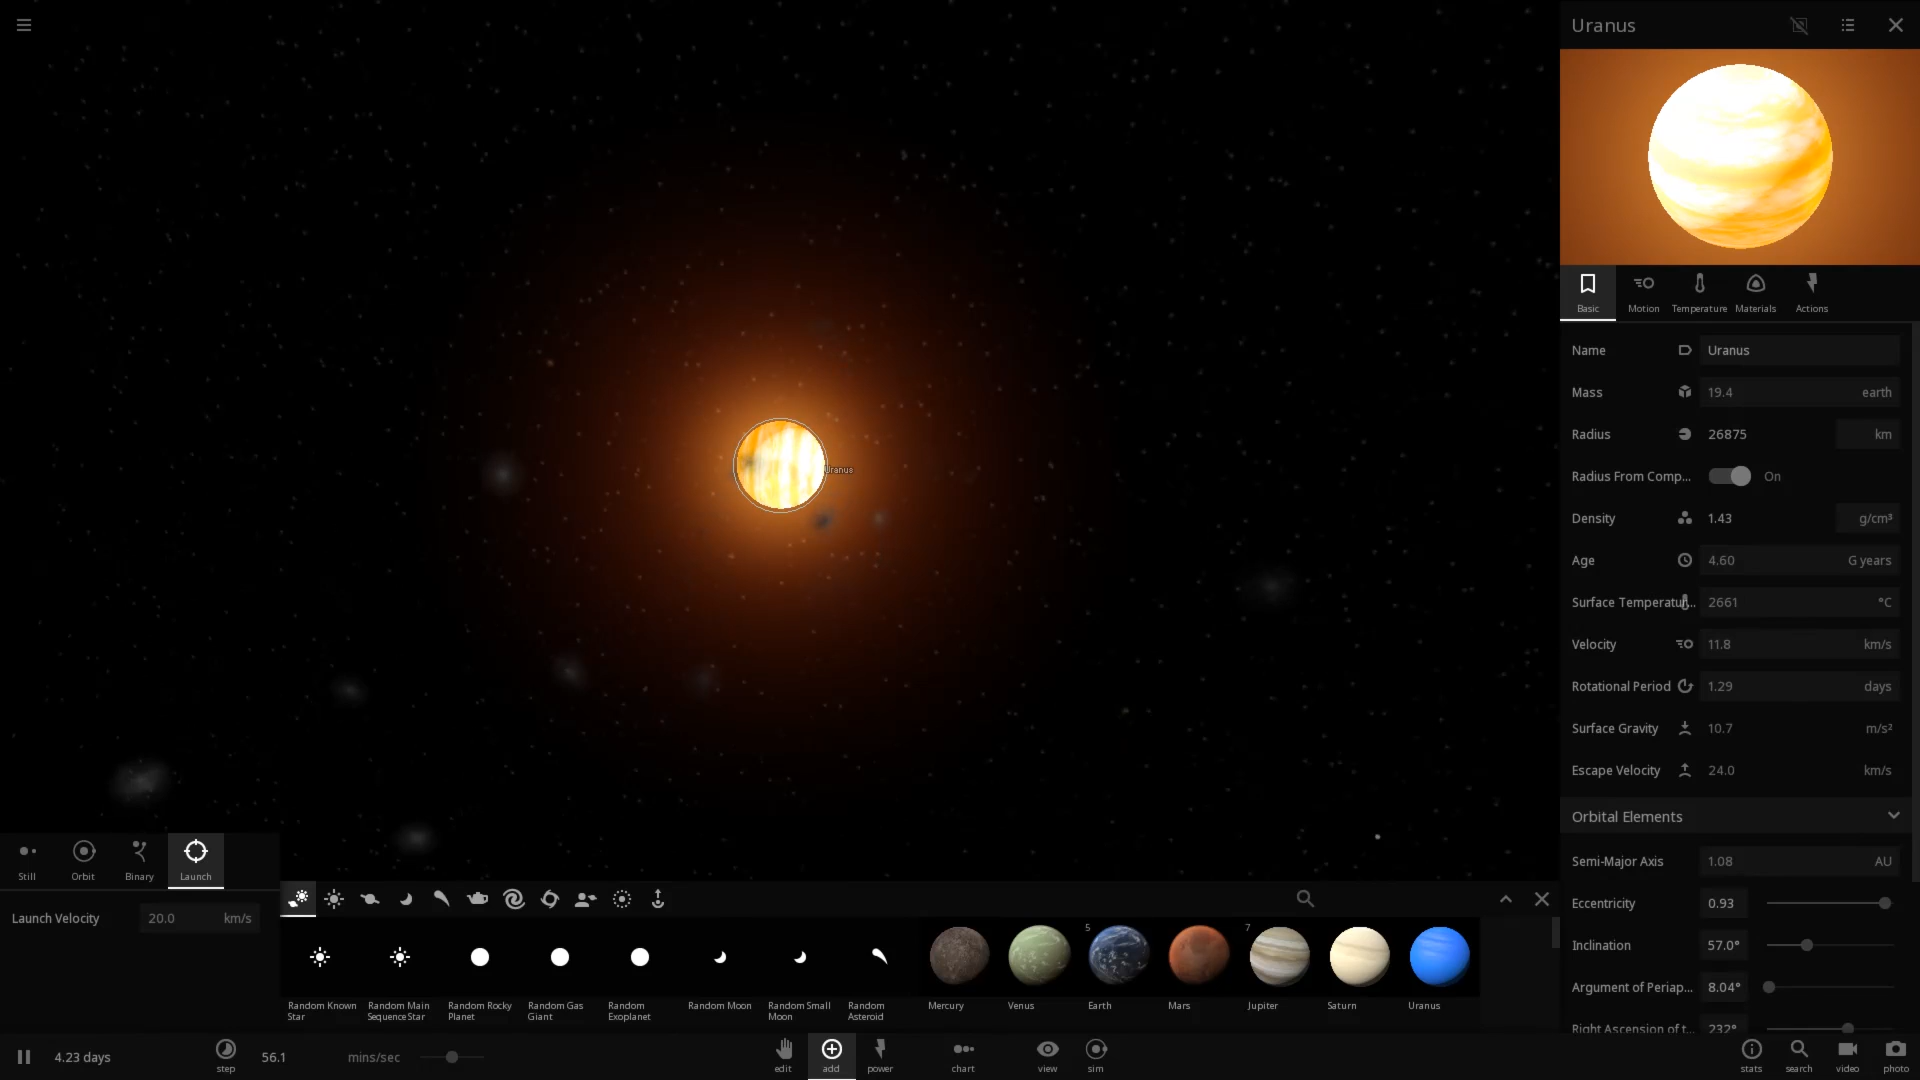 Uranus
Basic
Motion
Temperature
Materials
Actions
Name Uranus
Mass 19.4 earth
Radius 26875 km
Radius From Comp... On
Density 1.43 g/cm³
Age 4.60 G years
Surface Temperatur... 2661 °C
Velocity 11.8 km/s
Rotational Period 1.29 days
Surface Gravity 10.7 m/s²
Escape Velocity 24.0 km/s
Orbital Elements
Semi-Major Axis 1.08 AU
Eccentricity 0.93
Inclination 57.0°
Argument of Periap... 8.04°
Right Ascension of t... 232°
Uranus
Still
Orbit
Binary
Launch
Launch Velocity 20.0 km/s
5
7
Random Known
Star
Random Main
Sequence Star
Random Rocky
Planet
Random Gas
Giant
Random
Exoplanet
Random Moon
Random Small
Moon
Random
Asteroid
Mercury
Venus
Earth
Mars
Jupiter
Saturn
Uranus
4.23 days
step
56.1 mins/sec
edit
add
power
chart
view
sim
stats
search
video
photo